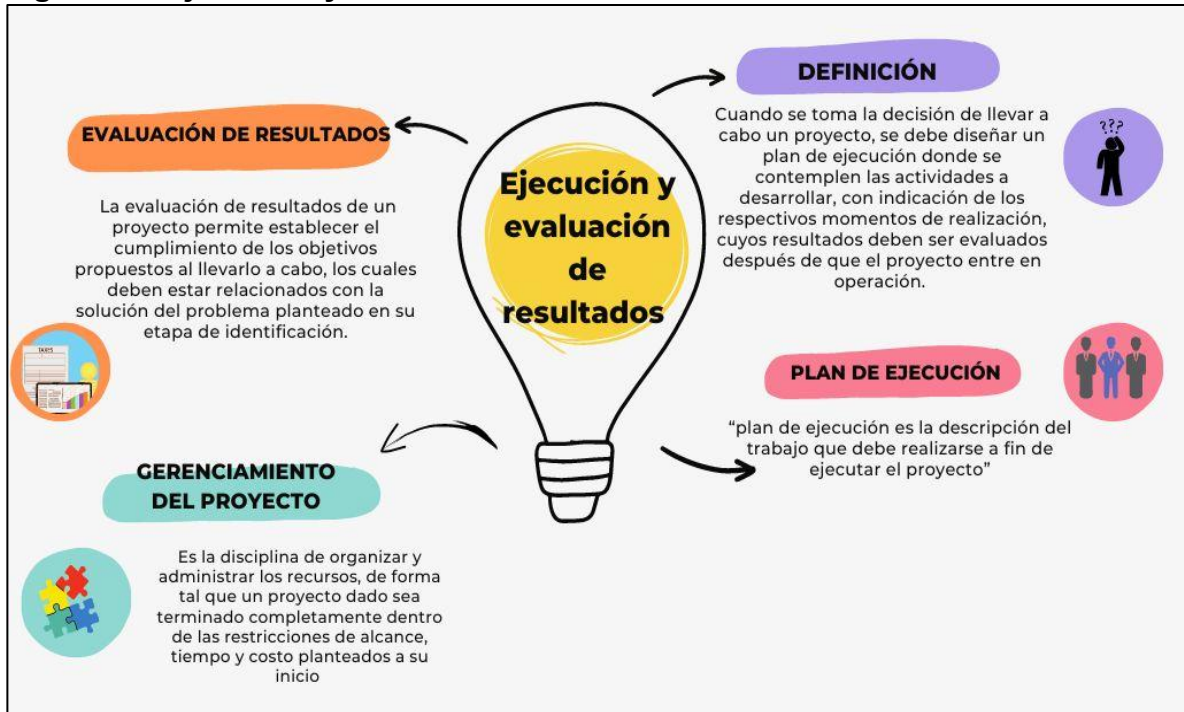 Ejecución y
evaluación
de
resultados
DEFINICIÓN
Cuando se toma la decisión de llevar a
cabo un proyecto, se debe diseñar un
plan de ejecución donde se
contemplen las actividades a
desarrollar, con indicación de los
respectivos momentos de realización,
cuyos resultados deben ser evaluados
después de que el proyecto entre en
operación.
???
PLAN DE EJECUCIÓN
“plan de ejecución es la descripción del
trabajo que debe realizarse a fin de
ejecutar el proyecto”
GERENCIAMIENTO
DEL PROYECTO
Es la disciplina de organizar y
administrar los recursos, de forma
tal que un proyecto dado sea
terminado completamente dentro
de las restricciones de alcance,
tiempo y costo planteados a su
inicio
EVALUACIÓN DE RESULTADOS
La evaluación de resultados de un
proyecto permite establecer el
cumplimiento de los objetivos
propuestos al llevarlo a cabo, los cuales
deben estar relacionados con la
solución del problema planteado en su
etapa de identificación.
TAXES